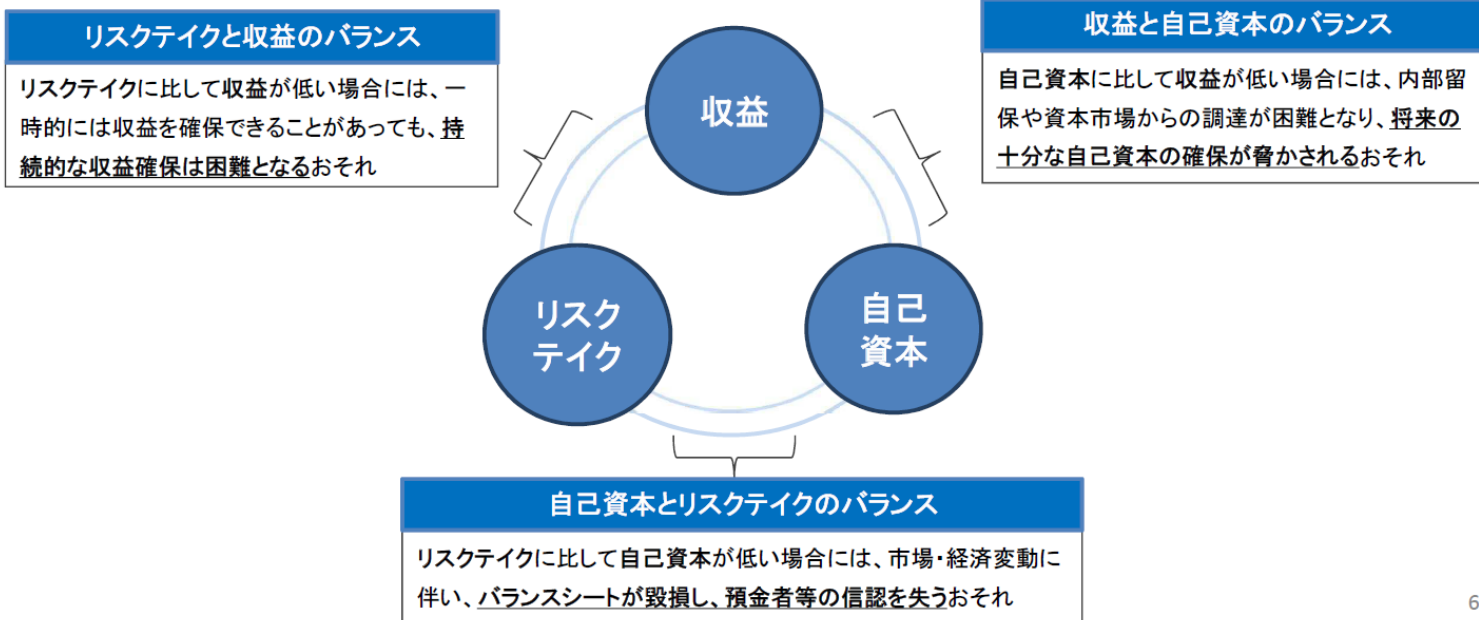 リスクテイクと収益のバランス
リスクテイクに比して収益が低い場合には、一
時的には収益を確保できることがあっても、持
続的な収益確保は困難となるおそれ
収益と自己資本のバランス
自己資本に比して収益が低い場合には、内部留
保や資本市場からの調達が困難となり、将来の
十分な自己資本の確保が脅かされるおそれ
収益
リスク
テイク
自己
資本
自己資本とリスクテイクのバランス
リスクテイクに比して自己資本が低い場合には、市場・経済変動に
伴い、バランスシートが毀損し、預金者等の信認を失うおそれ
6